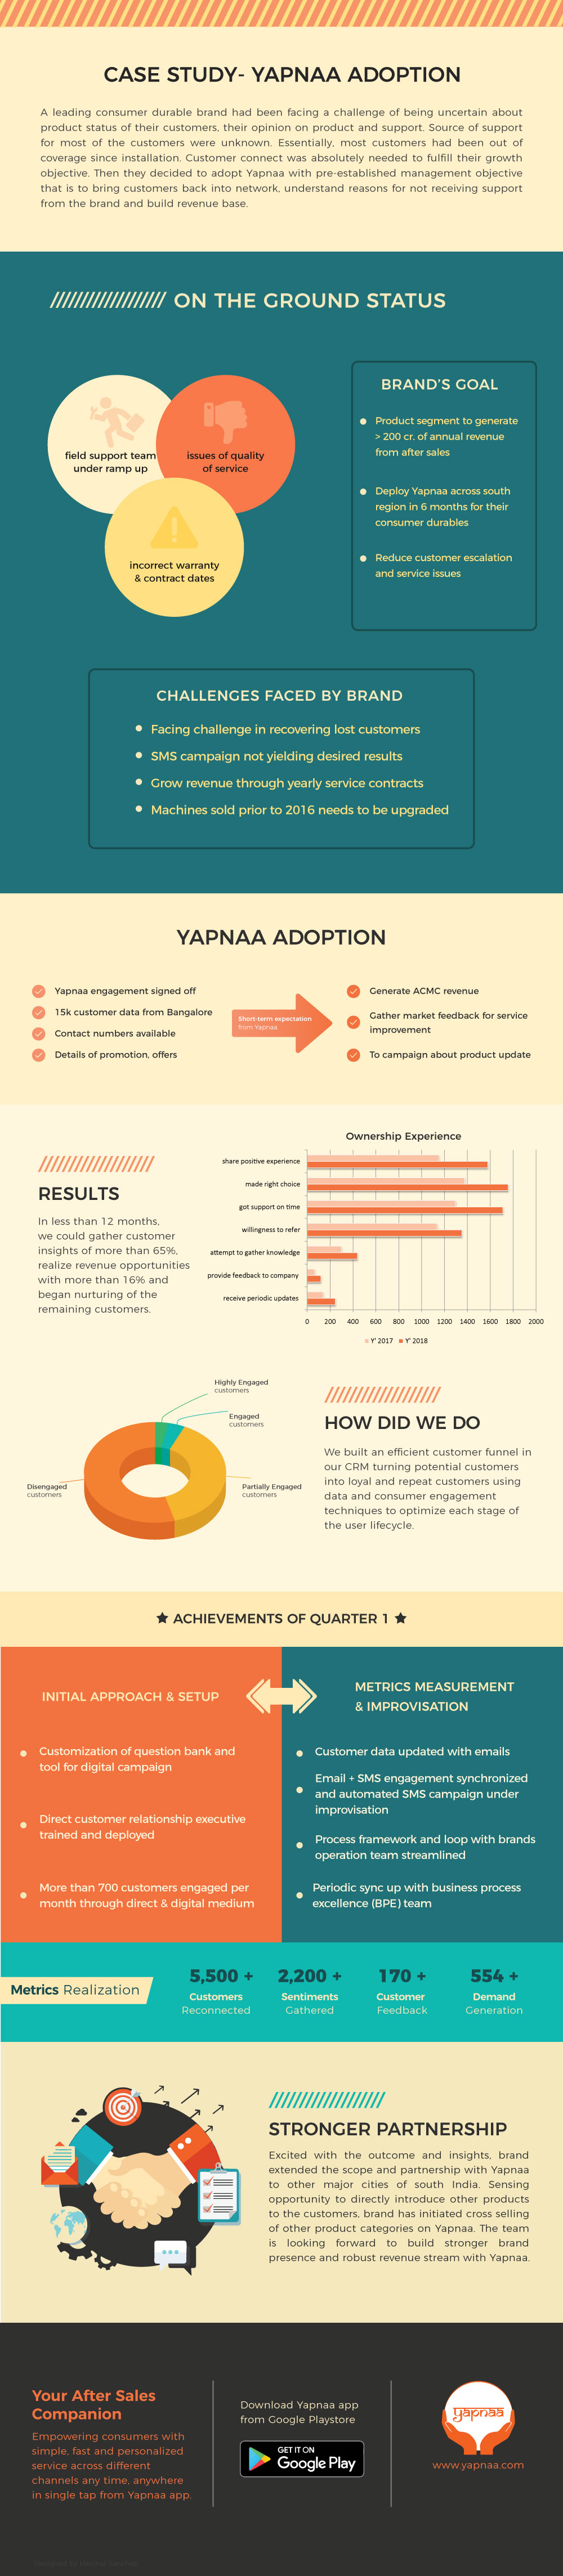 CASE STUDY- YAPNAA ADOPTION
A leading consumer durable brand had been facing a challenge of being uncertain about
product status of their customers, their opinion on product and support. Source of support
for most of the customers were unknown. Essentially, most customers had been out of
coverage since installation. Customer connect was absolutely needed to fulfill their growth
objective. Then they decided to adopt Yapnaa with pre-established management objective
that is to bring customers back into network, understand reasons for not receiving support
from the brand and build revenue base.
ON THE GROUND STATUS
field support team
under ramp up
issues of quality
of service
incorrect warranty
& contract dates
BRAND'S GOAL
Product segment to generate
> 200 cr. of annual revenue
from after sales
Deploy Yapnaa across south
region in 6 months for their
consumer durables
Reduce customer escalation
and service issues
CHALLENGES FACED BY BRAND
Facing challenge in recovering lost customers
SMS campaign not yielding desired results
Grow revenue through yearly service contracts
Machines sold prior to 2016 needs to be upgraded
YAPNAA ADOPTION
Yapnaa engagement signed off
15k customer data from Bangalore
Contact numbers available
Details of promotion, offers
Short-term expectation
from Yapnaa
Generate ACMC revenue
Gather market feedback for service
improvement
To campaign about product update
RESULTS
In less than 12 months,
we could gather customer
insights of more than 65%,
realize revenue opportunities
with more than 16% and
began nurturing of the
remaining customers.
Ownership Experience
share positive experience
made right choice
got support on time
willingness to refer
attempt to gather knowledge
provide feedback to company
receive periodic updates
0 200 400 600 800 1000 1200 1400 1600 1800 2000
Y' 2017 Y' 2018
Highly Engaged
customers
Engaged
customers
Disengaged
customers
Partially Engaged
customers
HOW DID WE DO
We built an efficient customer funnel in
our CRM turning potential customers
into loyal and repeat customers using
data and consumer engagement
techniques to optimize each stage of
the user lifecycle.
ACHIEVEMENTS OF QUARTER 1
INITIAL APPROACH & SETUP
Customization of question bank and
tool for digital campaign
Direct customer relationship executive
trained and deployed
More than 700 customers engaged per
month through direct & digital medium
METRICS MEASUREMENT
& IMPROVISATION
Customer data updated with emails
Email + SMS engagement synchronized
and automated SMS campaign under
improvisation
Process framework and loop with brands
operation team streamlined
Periodic sync up with business process
excellence (BPE) team
Metrics Realization
5,500 +
Customers
Reconnected
2,200 +
Sentiments
Gathered
170 +
Customer
Feedback
554 +
Demand
Generation
STRONGER PARTNERSHIP
Excited with the outcome and insights, brand
extended the scope and partnership with Yapnaa
to other major cities of south India. Sensing
opportunity to directly introduce other products
to the customers, brand has initiated cross selling
of other product categories on Yapnaa. The team
is looking forward to build stronger brand
presence and robust revenue stream with Yapnaa.
Your After Sales
Companion
Empowering consumers with
simple, fast and personalized
service across different
channels any time, anywhere
in single tap from Yapnaa app.
Download Yapnaa app
from Google Playstore
GET IT ON
Google Play
yapnaa
www.yapnaa.com